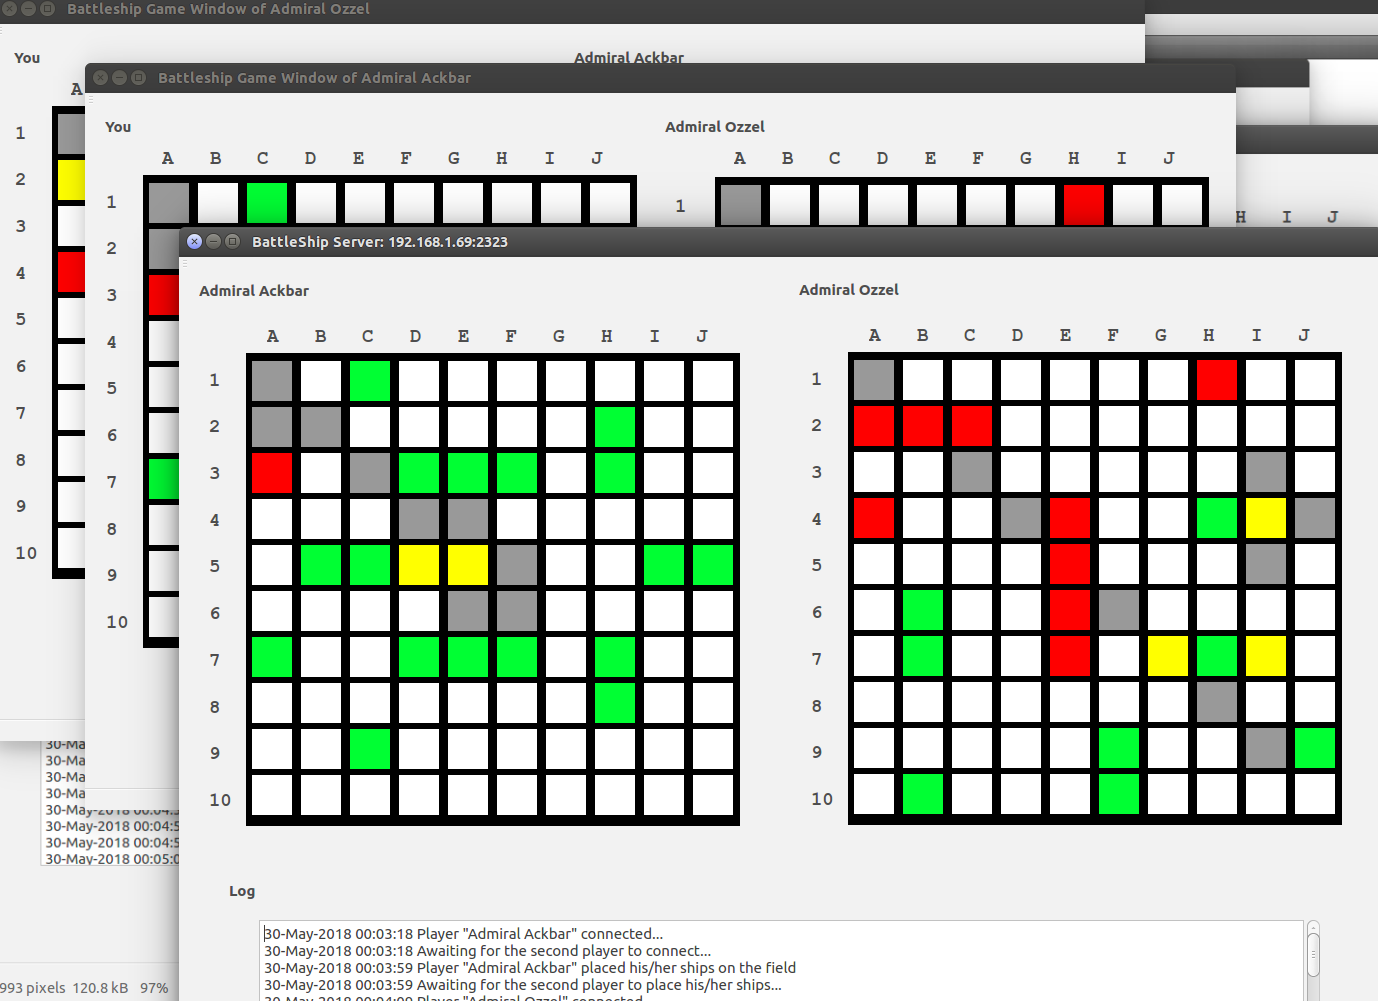 Battleship Game Window of Admiral Ozzel
You
Admiral Ackbar
A
1
2
3
4
5
6
7
8
9
10
Battleship Game Window of Admiral Ackbar
You
Admiral Ozzel
A B C D E F G H I J
A B C D E F G H I J
1
1
2
3
4
5
6
7
8
9
10
H I J
BattleShip Server: 192.168.1.69:2323
Admiral Ackbar
Admiral Ozzel
A B C D E F G H I J
A B C D E F G H I J
1
2
3
4
5
6
7
8
9
10
1
2
3
4
5
6
7
8
9
10
30-Ma
30-Ma
30-Ma
30-Ma
30-May-2018 00:04:5
30-May-2018 00:04:5
30-May-2018 00:04:5
30-May-2018 00:05:0
Log
30-May-2018 00:03:18 Player "Admiral Ackbar" connected...
30-May-2018 00:03:18 Awaiting for the second player to connect...
30-May-2018 00:03:59 Player "Admiral Ackbar" placed his/her ships on the field
30-May-2018 00:03:59 Awaiting for the second player to place his/her ships...
30-May-2018 00:04:09 Player "Admiral Ozzel" connected
993 pixels 120.8 kB 97%